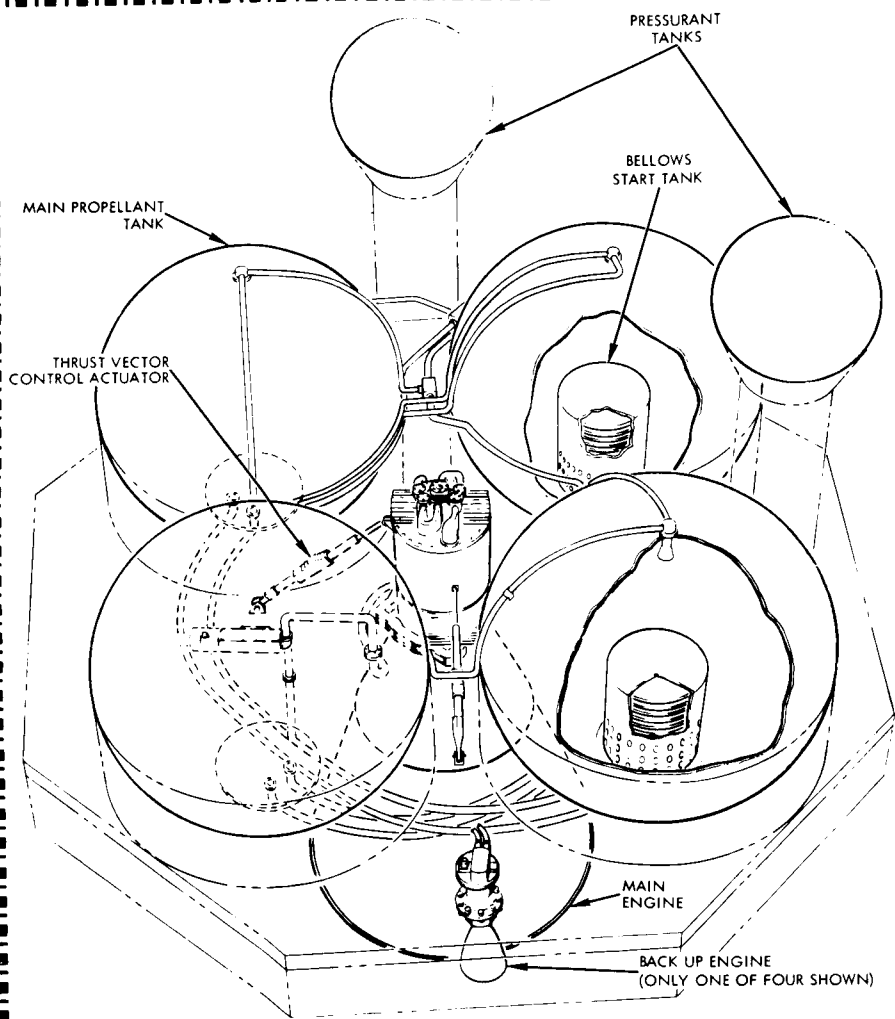 PRESSURANT
TANKS
BELLOWS
START TANK
MAIN PROPELLANT
TANK
THRUST VECTOR
CONTROL ACTUATOR
MAIN
ENGINE
BACK UP ENGINE
(ONLY ONE OF FOUR SHOWN)